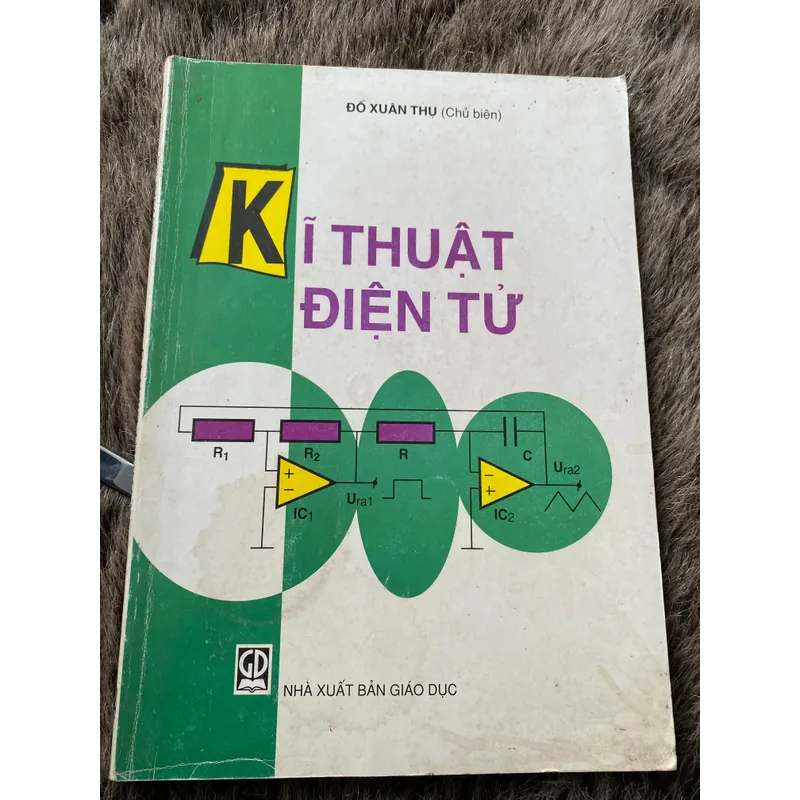 ĐỖ XUÂN THỤ (Chủ biên)
KĨ THUẬT
ĐIỆN TỬ
R1 R2 R C
+ − IC1 Ura1
− + IC2 Ura2
GD
NHÀ XUẤT BẢN GIÁO DỤC